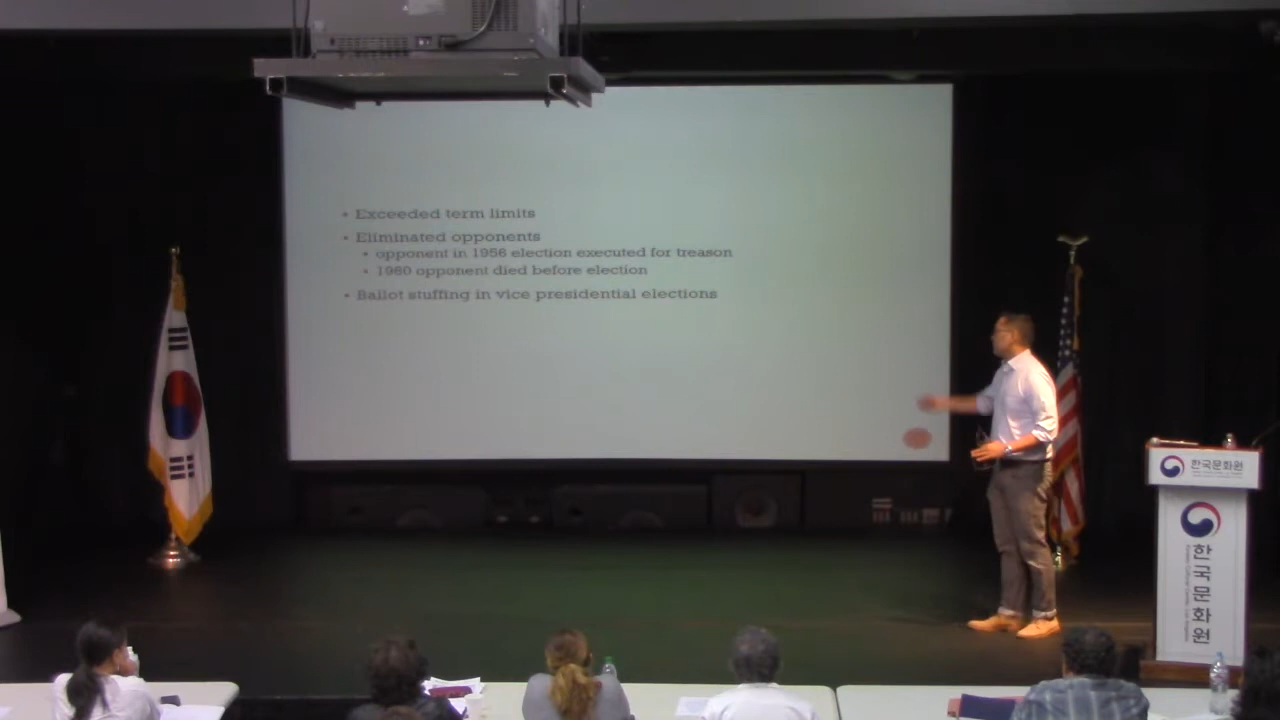 • Exceeded term limits
• Eliminated opponents
• opponent in 1956 election executed for treason
• 1960 opponent died before election
• Ballot stuffing in vice presidential elections
한국문화원
한국문화원